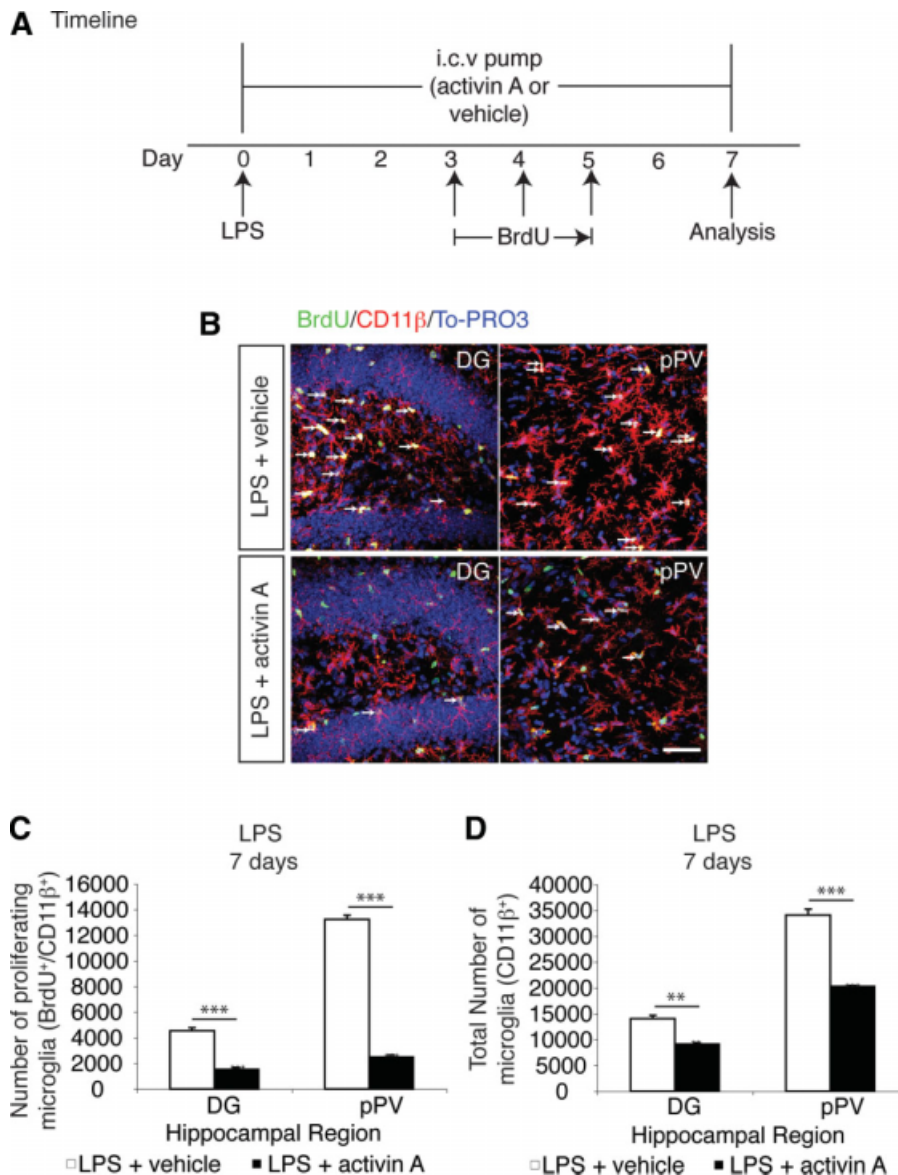 A Timeline
i.c.v pump
(activin A or
vehicle)
Day 0 1 2 3 4 5 6 7
LPS BrdU Analysis
B BrdU/CD11β/To-PRO3
LPS + vehicle
DG
pPV
LPS + activin A
DG
pPV
C
LPS
7 days
Number of proliferating
microglia (BrdU⁺/CD11β⁺)
16000
14000
12000
10000
8000
6000
4000
2000
0
***
***
DG pPV
Hippocampal Region
□LPS + vehicle ■LPS + activin A
D
LPS
7 days
Total Number of
microglia (CD11β⁺)
40000
35000
30000
25000
20000
15000
10000
5000
0
**
***
DG pPV
Hippocampal Region
□LPS + vehicle ■LPS + activin A